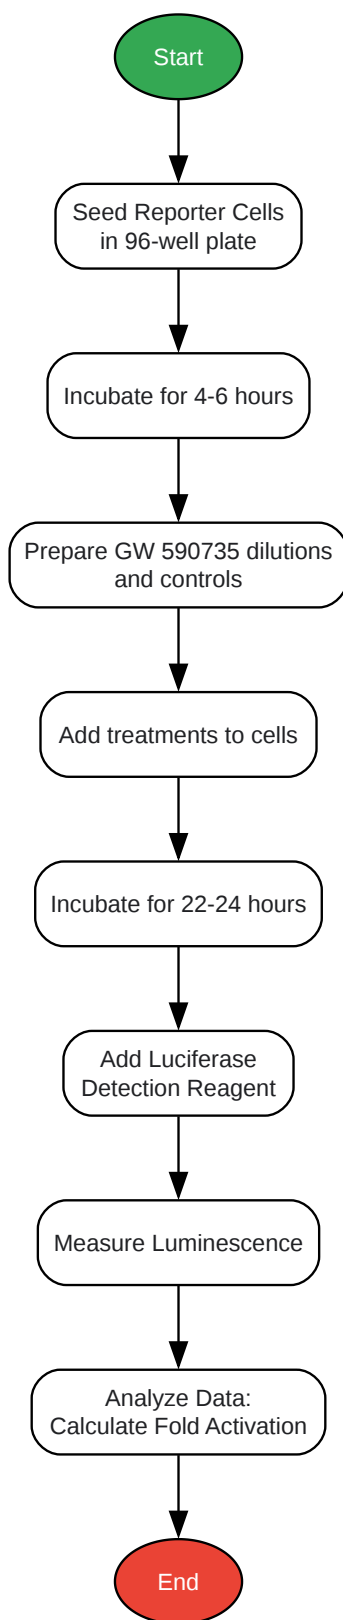 Start
Seed Reporter Cells
in 96-well plate
Incubate for 4-6 hours
Prepare GW 590735 dilutions
and controls
Add treatments to cells
Incubate for 22-24 hours
Add Luciferase
Detection Reagent
Measure Luminescence
Analyze Data:
Calculate Fold Activation
End